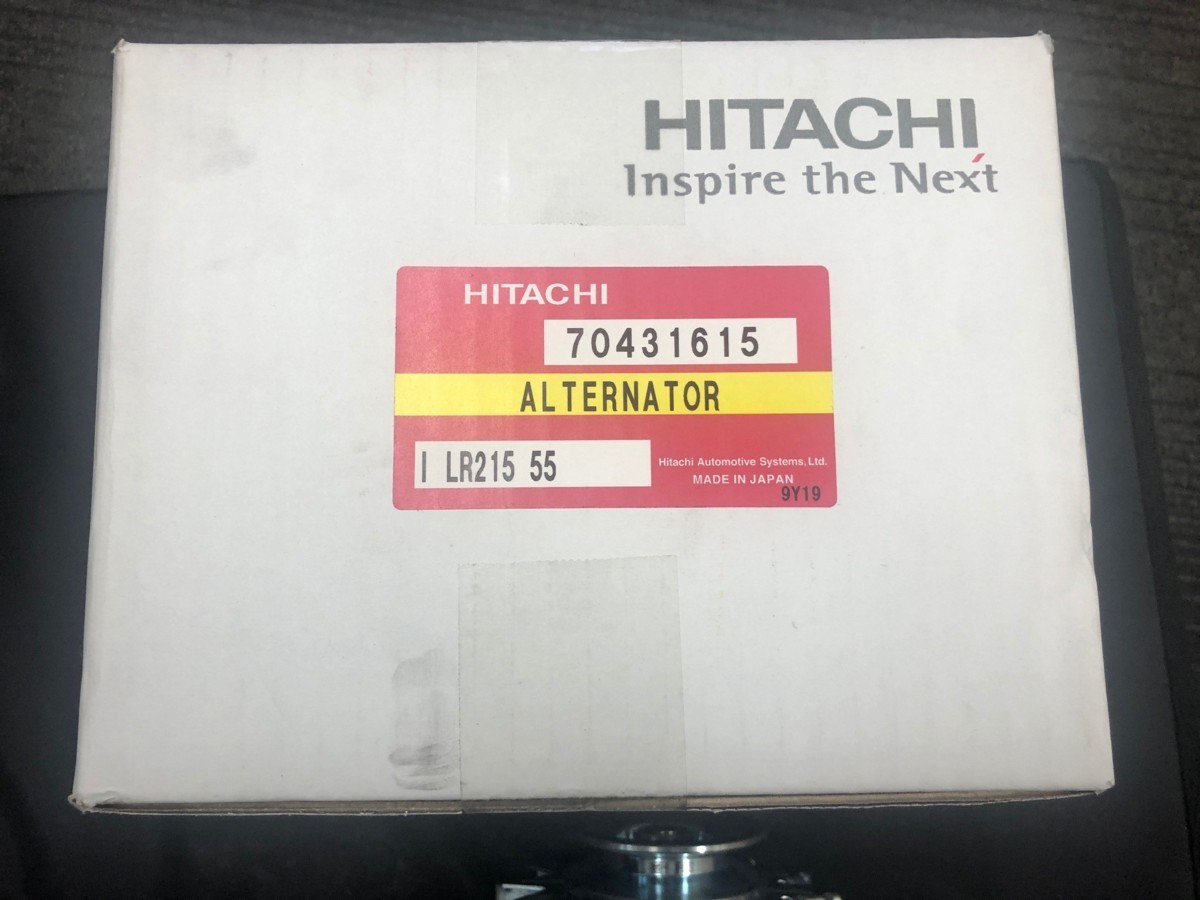 HITACHI
Inspire the Next
HITACHI
70431615
ALTERNATOR
I LR215 55
Hitachi Automotive Systems, Ltd.
MADE IN JAPAN
9Y19